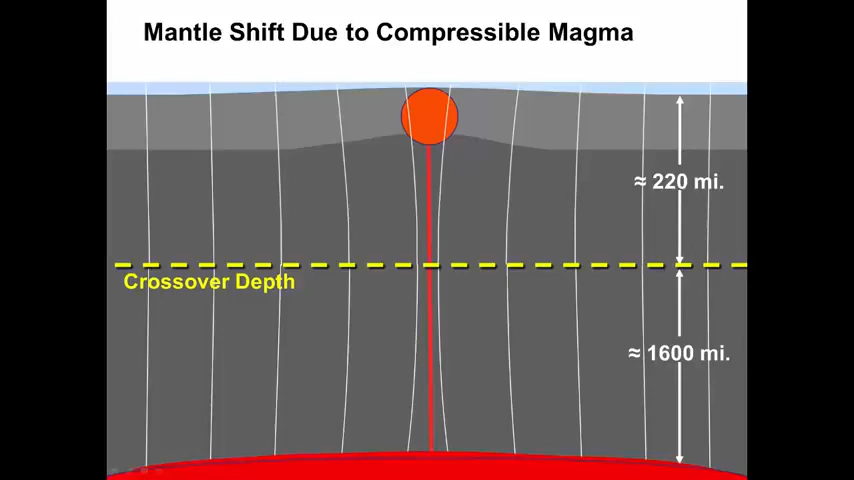 Mantle Shift Due to Compressible Magma
≈ 220 mi.
Crossover Depth
≈ 1600 mi.